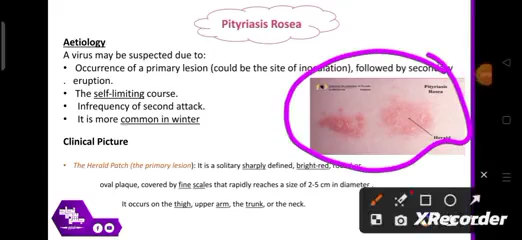 Pityriasis Rosea
Aetiology
A virus may be suspected due to:
• Occurrence of a primary lesion (could be the site of inoculation), followed by secondary
. eruption.
• The self-limiting course.
• Infrequency of second attack.
• It is more common in winter
Pityriasis
Rosea
Herald
Clinical Picture
• The Herald Patch (the primary lesion): It is a solitary sharply defined, bright-red, round or
oval plaque, covered by fine scales that rapidly reaches a size of 2-5 cm in diameter .
It occurs on the thigh, upper arm, the trunk, or the neck.
XRecorder